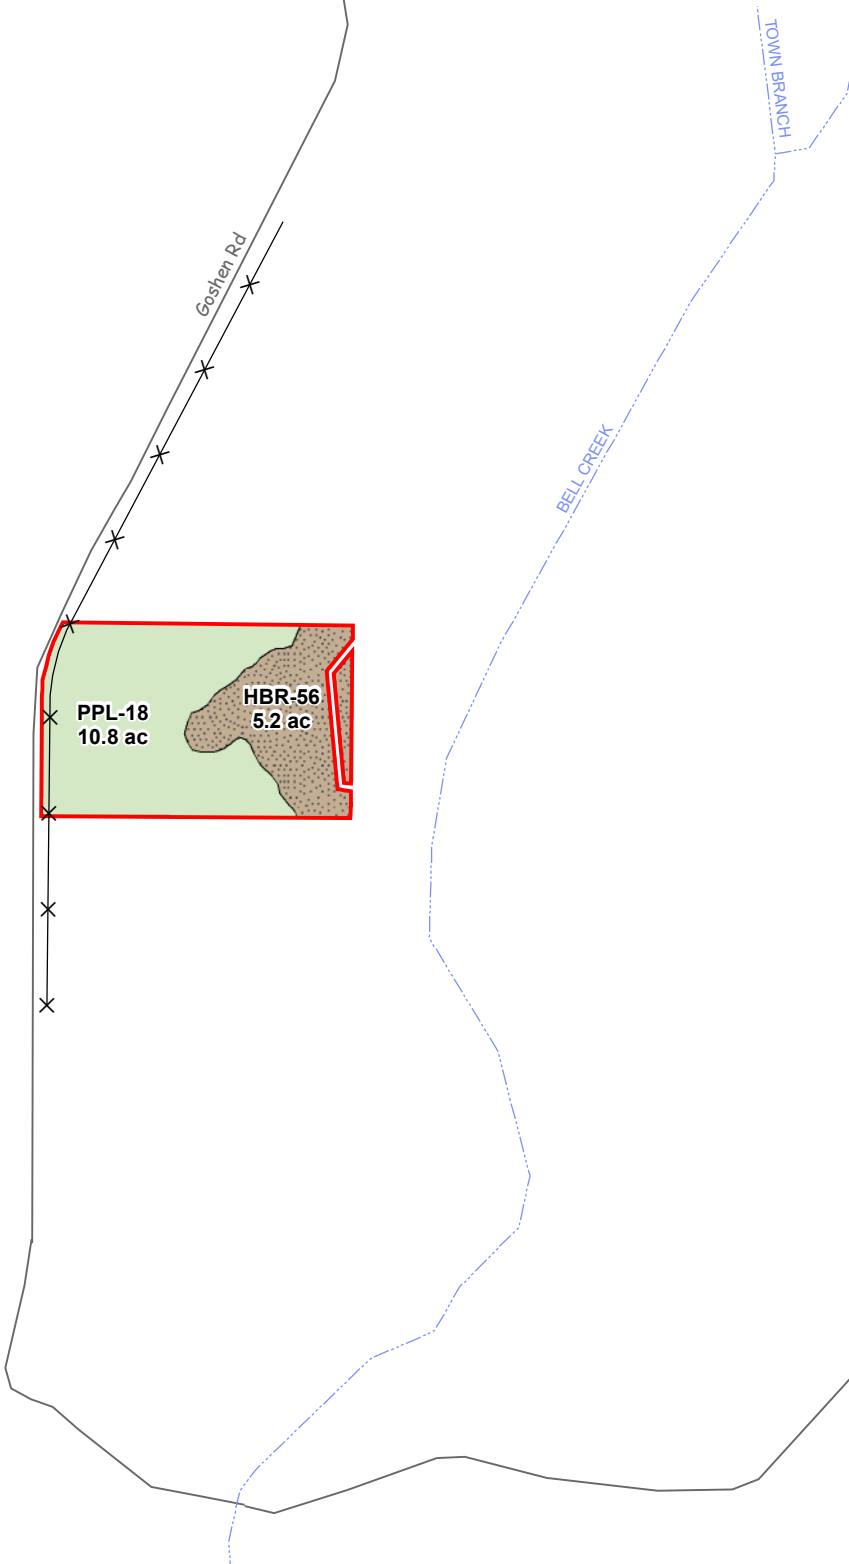 TOWN BRANCH
Goshen Rd
BELL CREEK
HBR-56
5.2 ac
PPL-18
10.8 ac